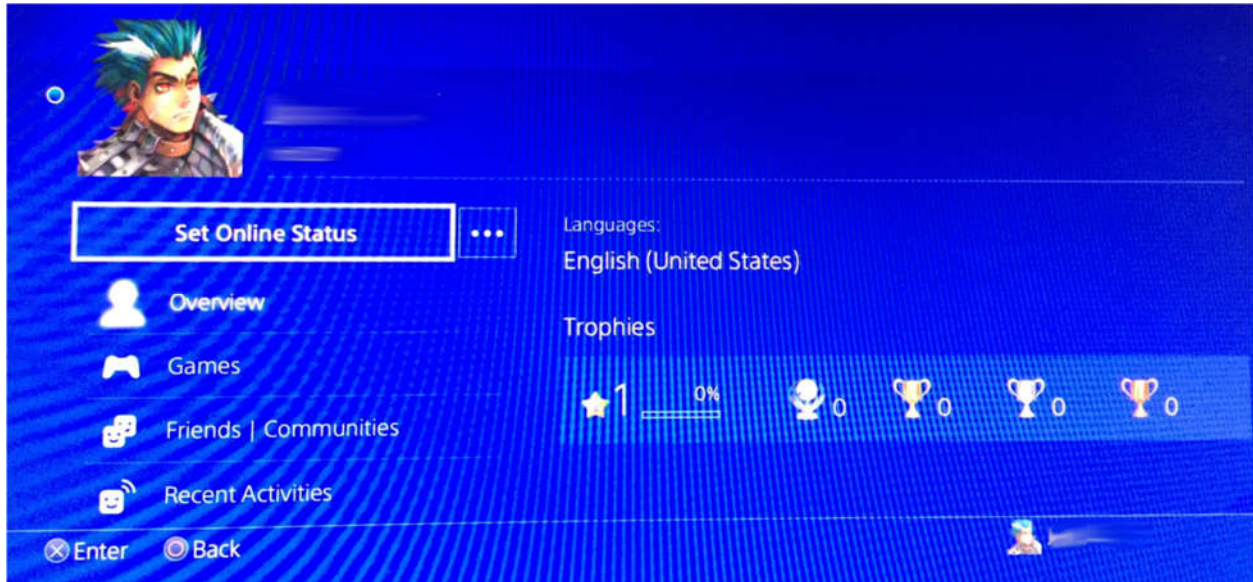 Set Online Status
Languages:
English (United States)
Overview
Trophies
Games
1 0% 0 0 0 0
Friends | Communities
Recent Activities
Enter Back